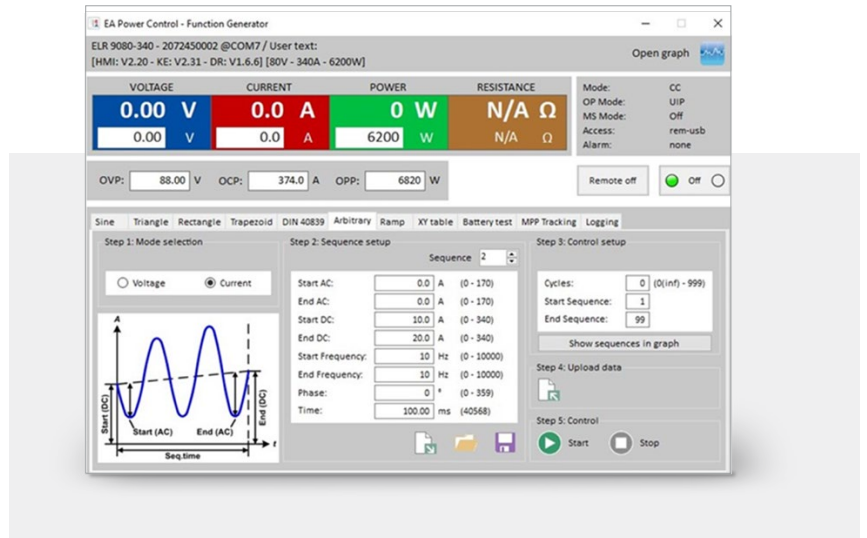 EA Power Control - Function Generator
ELR 9080-340 - 2072450002 @COM7 / User text:
[HMI: V2.20 - KE: V2.31 - DR: V1.6.6] [80V - 340A - 6200W]
Open graph
VOLTAGE CURRENT POWER RESISTANCE
0.00 V 0.0 A 0 W N/A Ω
0.00 V 0.0 A 6200 W N/A Ω
Mode: CC
OP Mode: UIP
MS Mode: Off
Access: rem-usb
Alarm: none
OVP: 88.00 V OCP: 374.0 A OPP: 6820 W
Remote off Off
Sine Triangle Rectangle Trapezoid DIN 40839 Arbitrary Ramp XY table Battery test MPP Tracking Logging
Step 1: Mode selection
Voltage Current
A
Start (DC)
Start (AC) End (AC)
End (DC)
t
Seq.time
Step 2: Sequence setup
Sequence 2
Start AC: 0.0 A (0 - 170)
End AC: 0.0 A (0 - 170)
Start DC: 10.0 A (0 - 340)
End DC: 20.0 A (0 - 340)
Start Frequency: 10 Hz (0 - 10000)
End Frequency: 10 Hz (0 - 10000)
Phase: 0 ° (0 - 359)
Time: 100.00 ms (40568)
Step 3: Control setup
Cycles: 0 (0(inf) - 999)
Start Sequence: 1
End Sequence: 99
Show sequences in graph
Step 4: Upload data
Step 5: Control
Start Stop